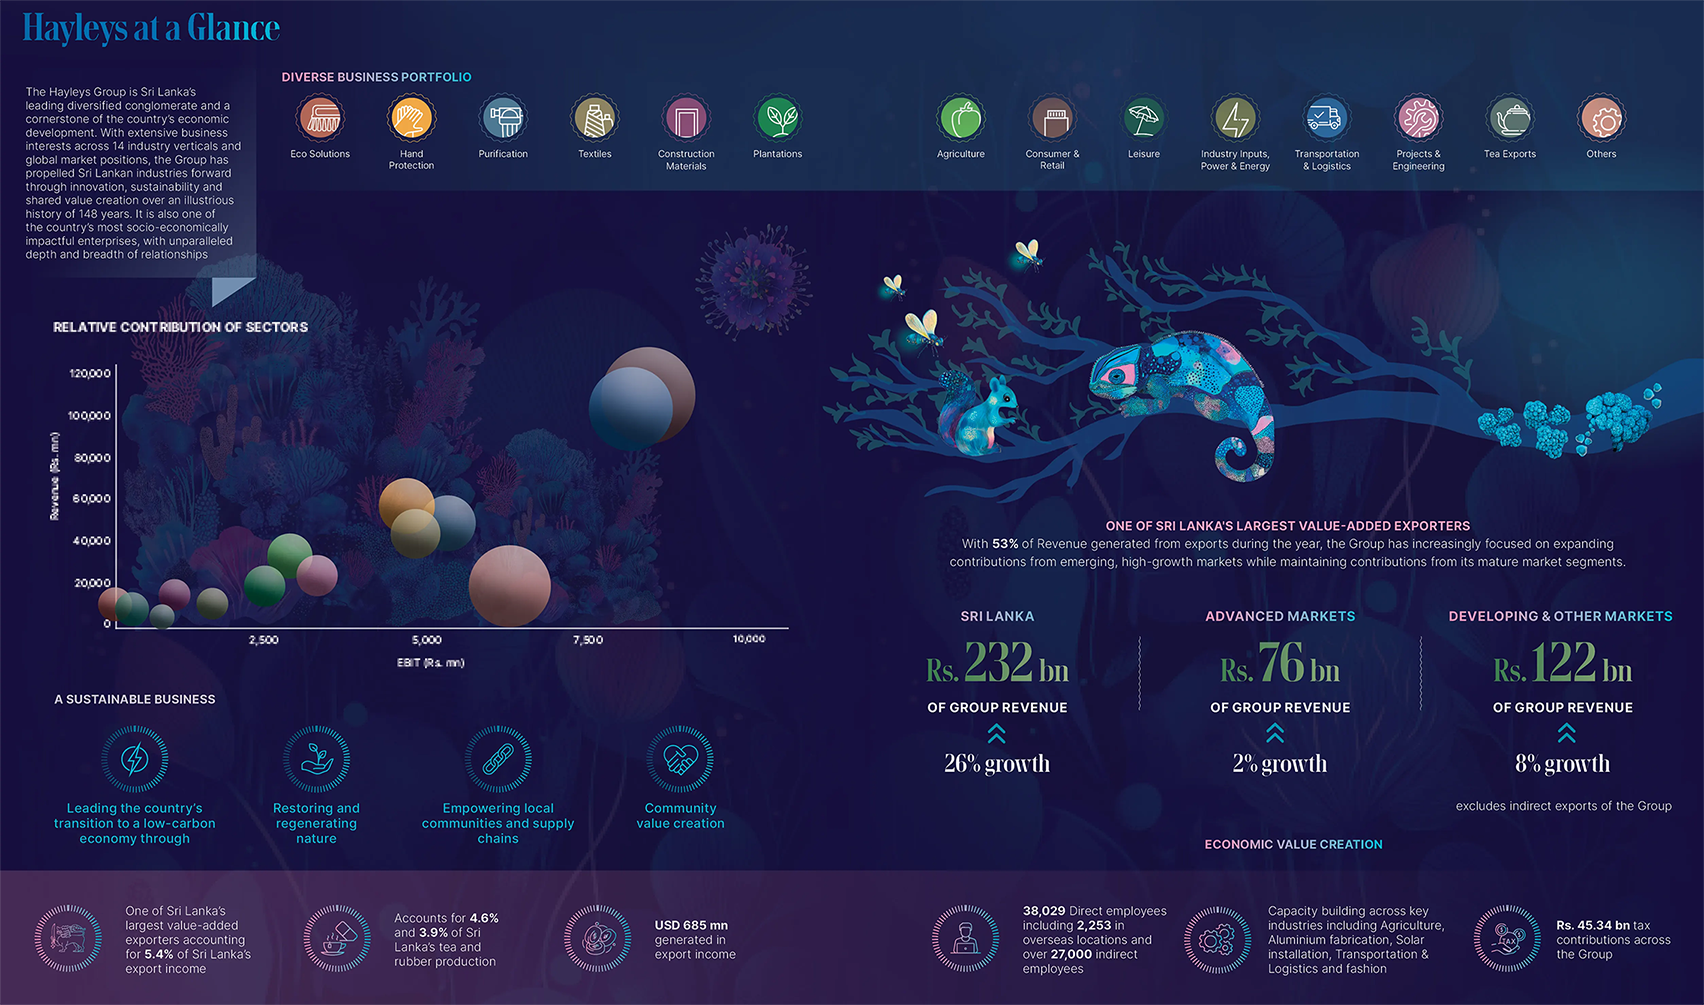 Hayleys at a Glance
The Hayleys Group is Sri Lanka's
leading diversified conglomerate and a
cornerstone of the country's economic
development. With extensive business
interests across 14 industry verticals and
global market positions, the Group has
propelled Sri Lankan industries forward
through innovation, sustainability and
shared value creation over an illustrious
history of 148 years. It is also one of
the country's most socio-economically
impactful enterprises, with unparalleled
depth and breadth of relationships
DIVERSE BUSINESS PORTFOLIO
Eco Solutions
Hand
Protection
Purification
Textiles
Construction
Materials
Plantations
Agriculture
Consumer &
Retail
Leisure
Industry Inputs,
Power & Energy
Transportation
& Logistics
Projects &
Engineering
Tea Exports
Others
RELATIVE CONTRIBUTION OF SECTORS
Revenue (Rs. mn)
120,000
100,000
80,000
60,000
40,000
20,000
0
2,500
5,000
7,500
10,000
EBIT (Rs. mn)
ONE OF SRI LANKA'S LARGEST VALUE-ADDED EXPORTERS
With 53% of Revenue generated from exports during the year, the Group has increasingly focused on expanding
contributions from emerging, high-growth markets while maintaining contributions from its mature market segments.
SRI LANKA
Rs. 232 bn
OF GROUP REVENUE
26% growth
ADVANCED MARKETS
Rs. 76 bn
OF GROUP REVENUE
2% growth
DEVELOPING & OTHER MARKETS
Rs. 122 bn
OF GROUP REVENUE
8% growth
excludes indirect exports of the Group
A SUSTAINABLE BUSINESS
Leading the country's
transition to a low-carbon
economy through
Restoring and
regenerating
nature
Empowering local
communities and supply
chains
Community
value creation
ECONOMIC VALUE CREATION
One of Sri Lanka's
largest value-added
exporters accounting
for 5.4% of Sri Lanka's
export income
Accounts for 4.6%
and 3.9% of Sri
Lanka's tea and
rubber production
USD 685 mn
generated in
export income
38,029 Direct employees
including 2,253 in
overseas locations and
over 27,000 indirect
employees
Capacity building across key
industries including Agriculture,
Aluminium fabrication, Solar
installation, Transportation &
Logistics and fashion
TAX
Rs. 45.34 bn tax
contributions across
the Group